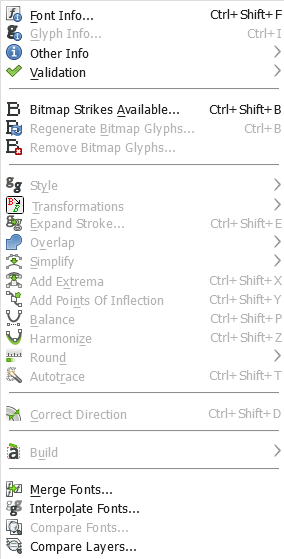 Font Info... Ctrl+Shift+F
Glyph Info... Ctrl+I
Other Info
Validation
Bitmap Strikes Available... Ctrl+Shift+B
Regenerate Bitmap Glyphs... Ctrl+B
Remove Bitmap Glyphs...
Style
Transformations
Expand Stroke... Ctrl+Shift+E
Overlap
Simplify
Add Extrema Ctrl+Shift+X
Add Points Of Inflection Ctrl+Shift+Y
Balance Ctrl+Shift+P
Harmonize Ctrl+Shift+Z
Round
Autotrace Ctrl+Shift+T
Correct Direction Ctrl+Shift+D
Build
Merge Fonts...
Interpolate Fonts...
Compare Fonts...
Compare Layers...